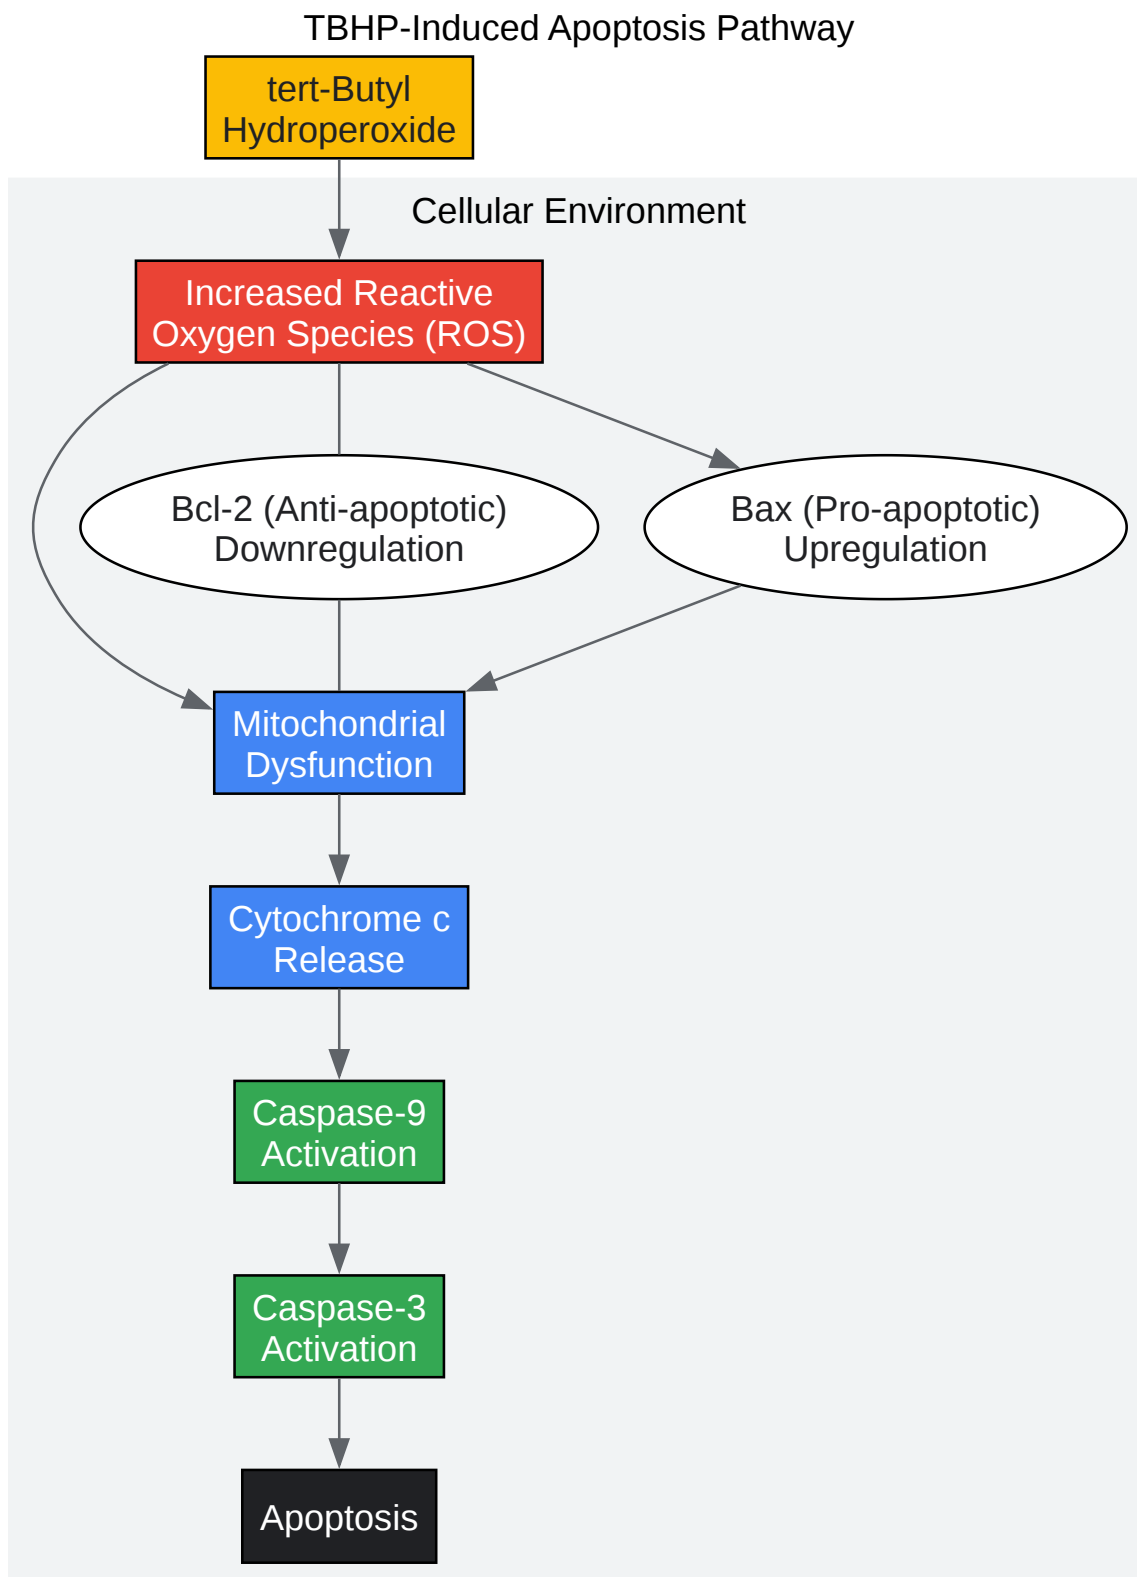 TBHP-Induced Apoptosis Pathway
tert-Butyl
Hydroperoxide
Cellular Environment
Increased Reactive
Oxygen Species (ROS)
Bcl-2 (Anti-apoptotic)
Downregulation
Bax (Pro-apoptotic)
Upregulation
Mitochondrial
Dysfunction
Cytochrome c
Release
Caspase-9
Activation
Caspase-3
Activation
Apoptosis